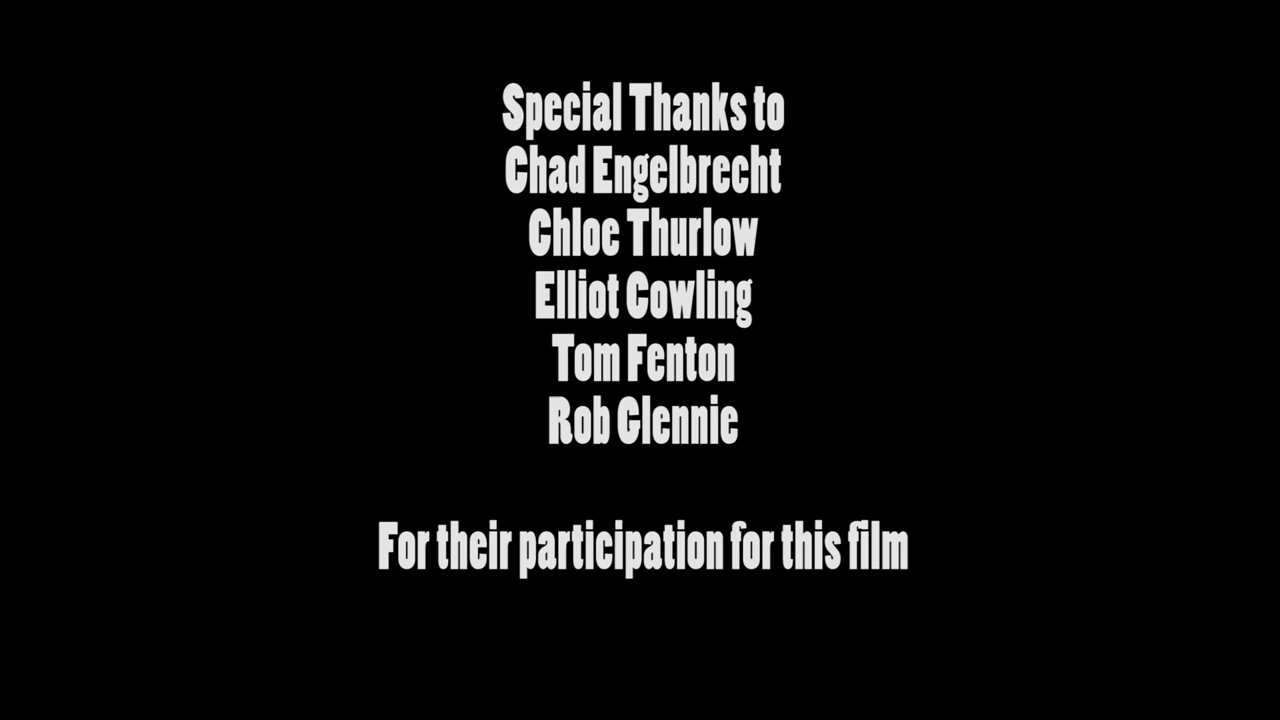 Special Thanks to
Chad Engelbrecht
Chloe Thurlow
Elliot Cowling
Tom Fenton
Rob Glennie
For their participation for this film